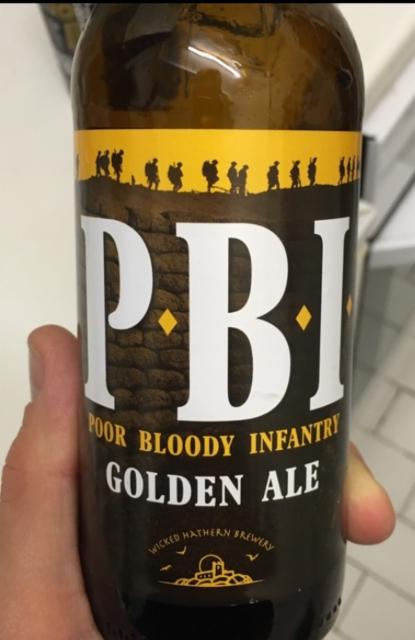 P⬩B⬩I⬩
POOR BLOODY INFANTRY
GOLDEN ALE
WICKED HATHERN BREWERY